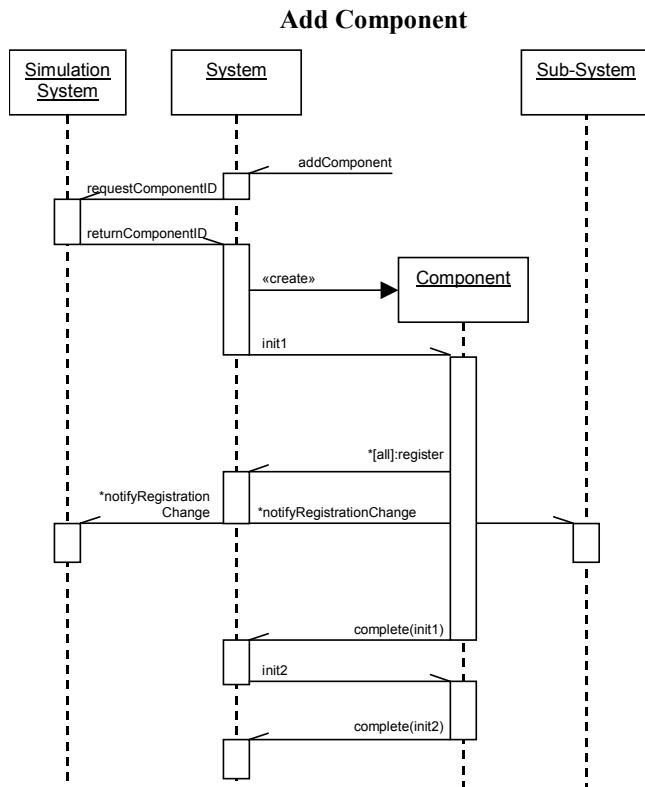 Add Component
Simulation
System
System
Sub-System
addComponent
requestComponentID
returnComponentID
«create»
Component
init1
*[all]:register
*notifyRegistration
Change
*notifyRegistrationChange
complete(init1)
init2
complete(init2)